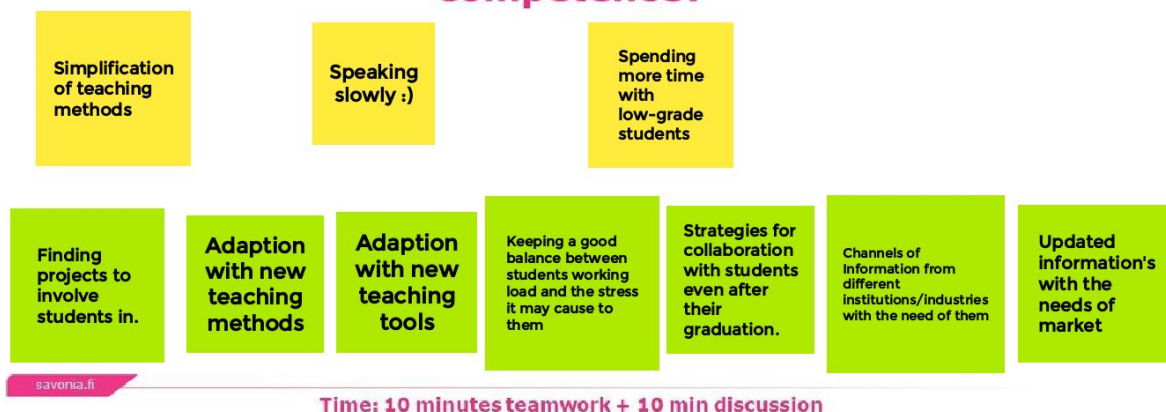 competences?
Simplification
of teaching
methods
Speaking
slowly :)
Spending
more time
with
low-grade
students
Finding
projects to
involve
students in.
Adaption
with new
teaching
methods
Adaption
with new
teaching
tools
Keeping a good
balance between
students working
load and the stress
it may cause to
them
Strategies for
collaboration
with students
even after
their
graduation.
Channels of
Information from
different
institutions/industries
with the need of them
Updated
information's
with the
needs of
market
savonia.fi
Time: 10 minutes teamwork + 10 min discussion